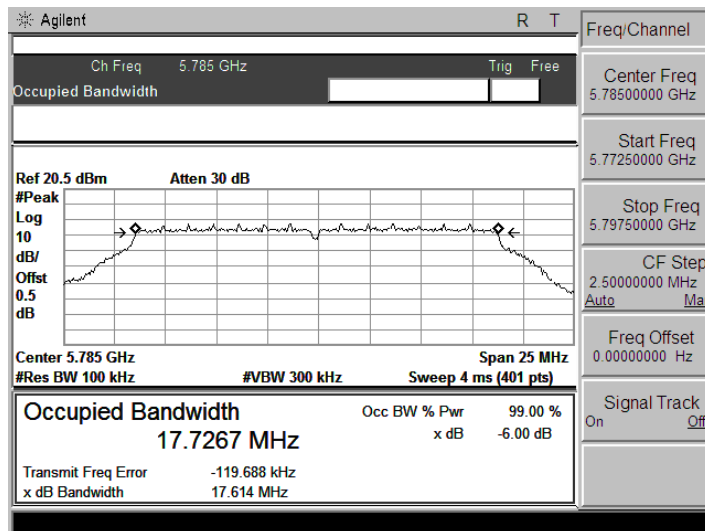 Agilent R T
Ch Freq 5.785 GHz Trig Free
Occupied Bandwidth
Ref 20.5 dBm Atten 30 dB
#Peak
Log
10
dB/
Offst
0.5
dB
Center 5.785 GHz Span 25 MHz
#Res BW 100 kHz #VBW 300 kHz Sweep 4 ms (401 pts)
Occupied Bandwidth
17.7267 MHz
Occ BW % Pwr 99.00 %
x dB -6.00 dB
Transmit Freq Error -119.688 kHz
x dB Bandwidth 17.614 MHz
Freq/Channel
Center Freq
5.78500000 GHz
Start Freq
5.77250000 GHz
Stop Freq
5.79750000 GHz
CF Step
2.50000000 MHz
Auto Ma
Freq Offset
0.00000000 Hz
Signal Track
On Off